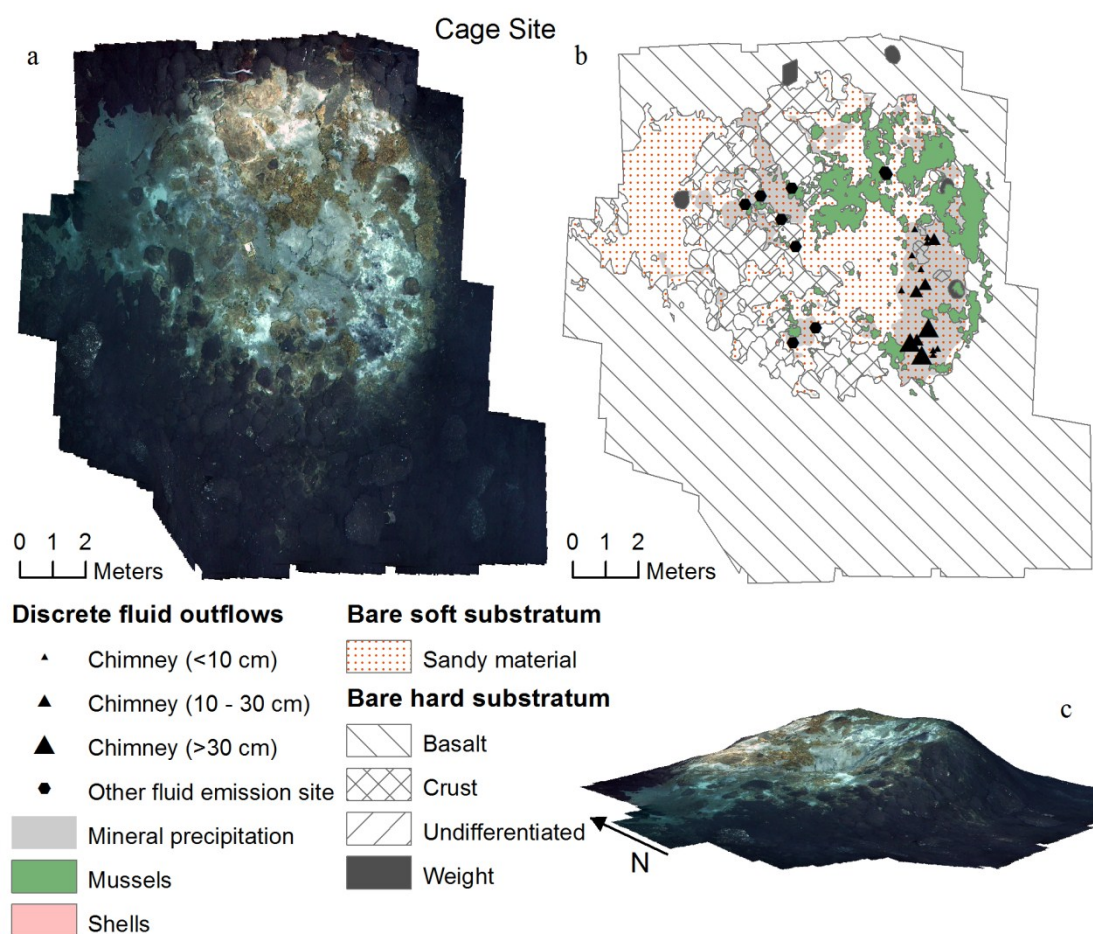 Cage Site
a
b
0 1 2
Meters
0 1 2
Meters
Discrete fluid outflows
Chimney (<10 cm)
Chimney (10 - 30 cm)
Chimney (>30 cm)
Other fluid emission site
Mineral precipitation
Mussels
Shells
Bare soft substratum
Sandy material
Bare hard substratum
Basalt
Crust
Undifferentiated
Weight
c
N